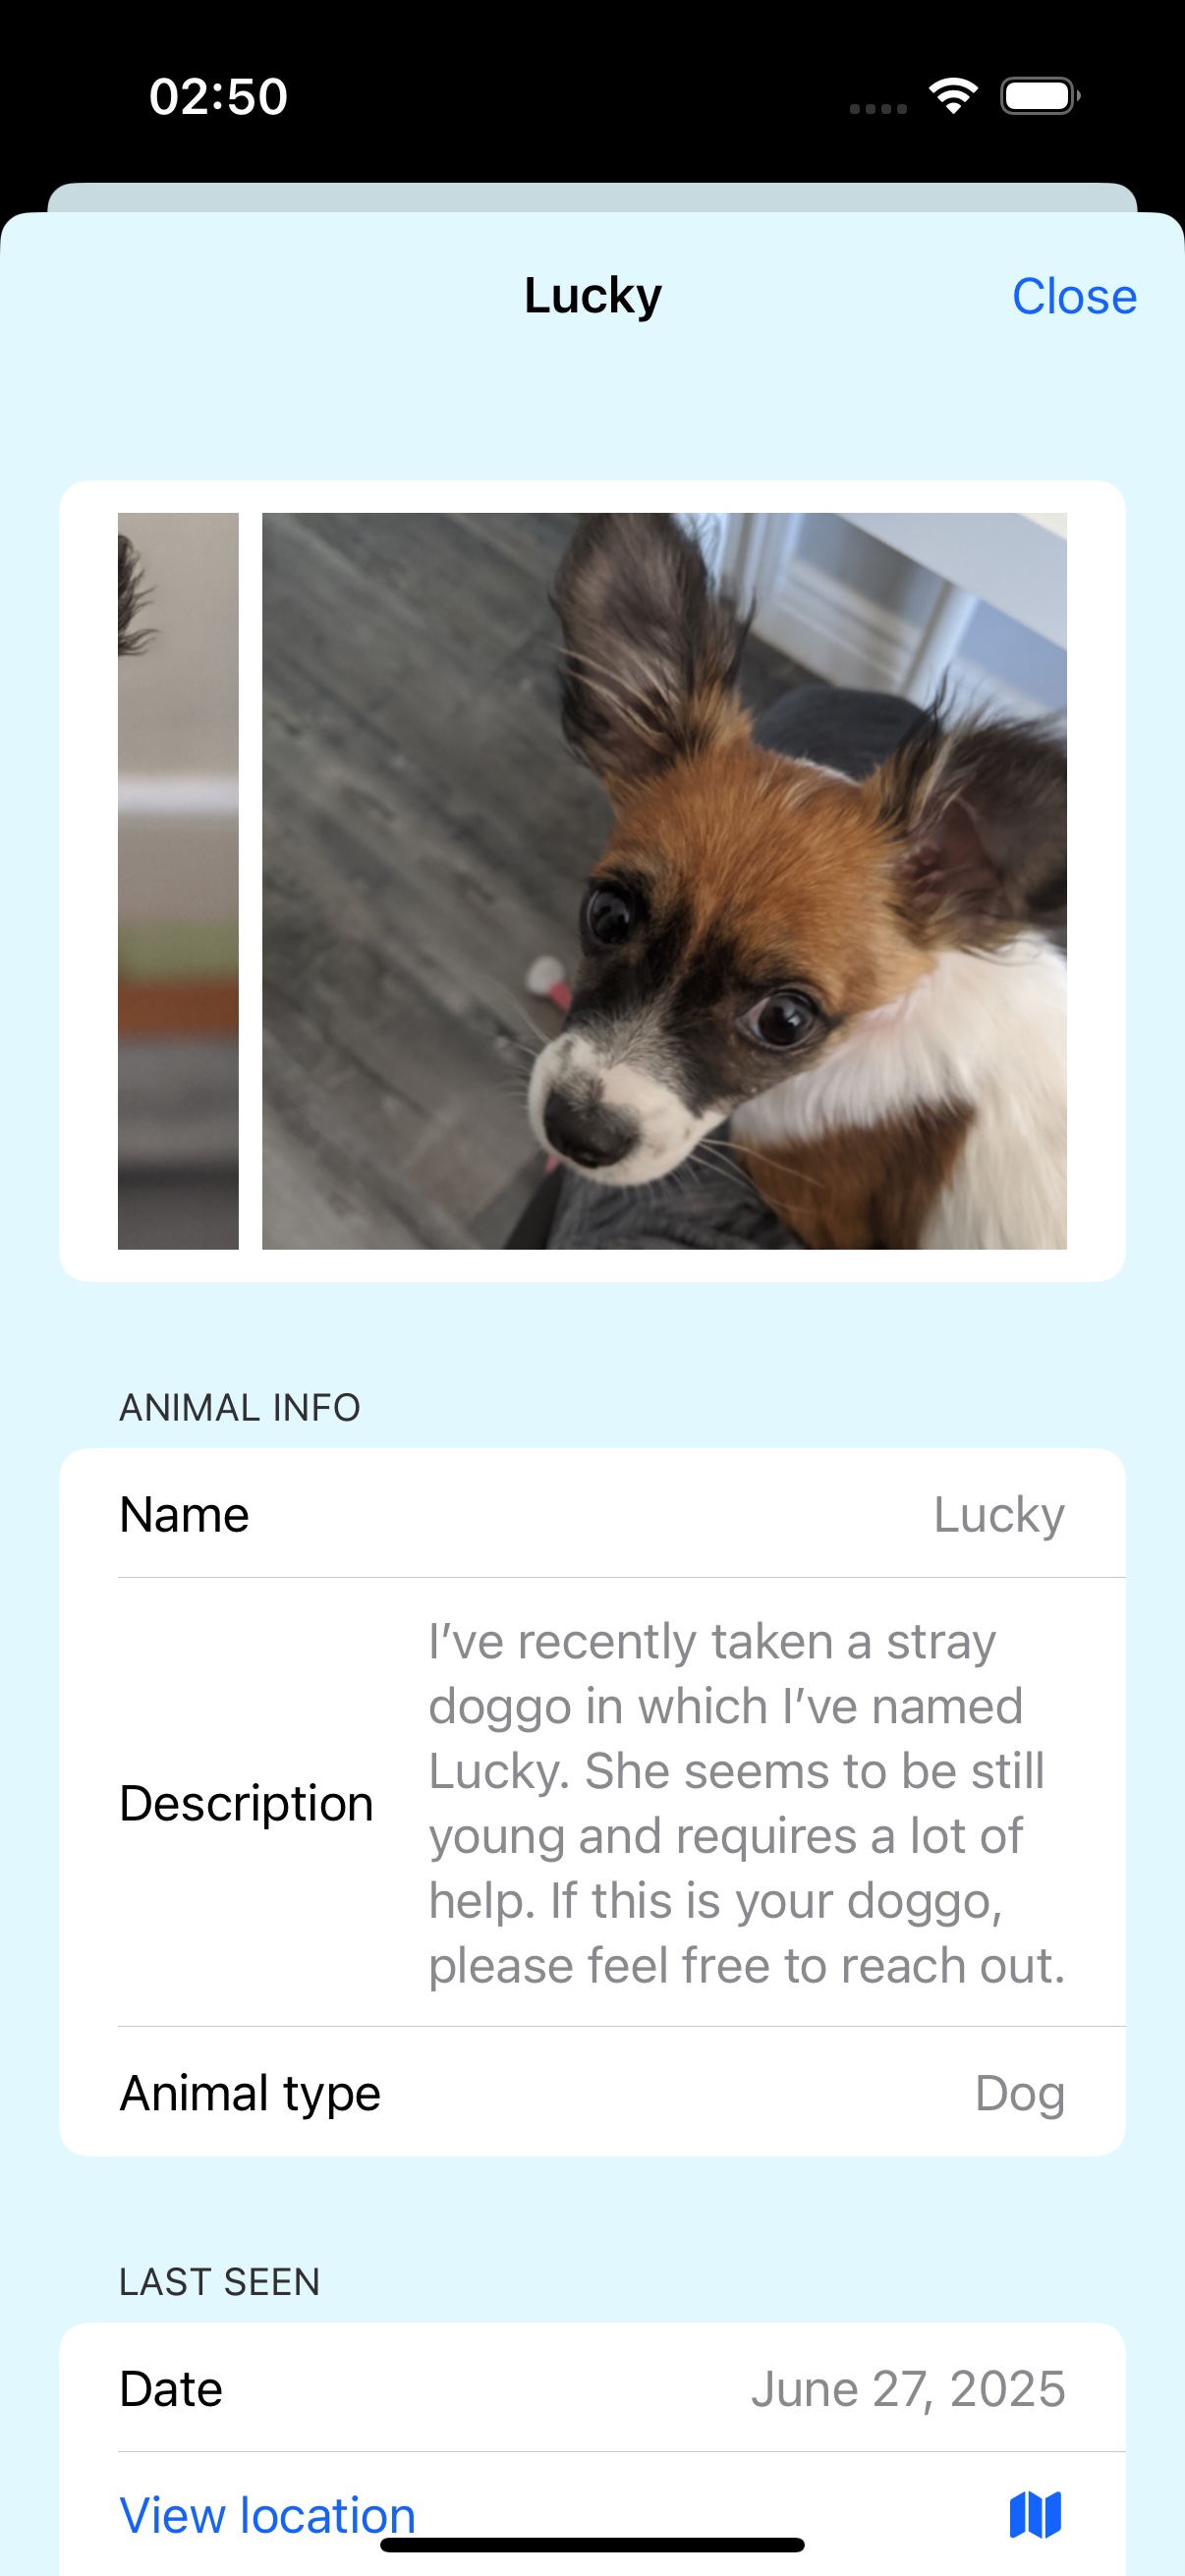 02:50
Lucky
Close
ANIMAL INFO
Name
Lucky
Description
I’ve recently taken a stray
doggo in which I’ve named
Lucky. She seems to be still
young and requires a lot of
help. If this is your doggo,
please feel free to reach out.
Animal type
Dog
LAST SEEN
Date
June 27, 2025
View location